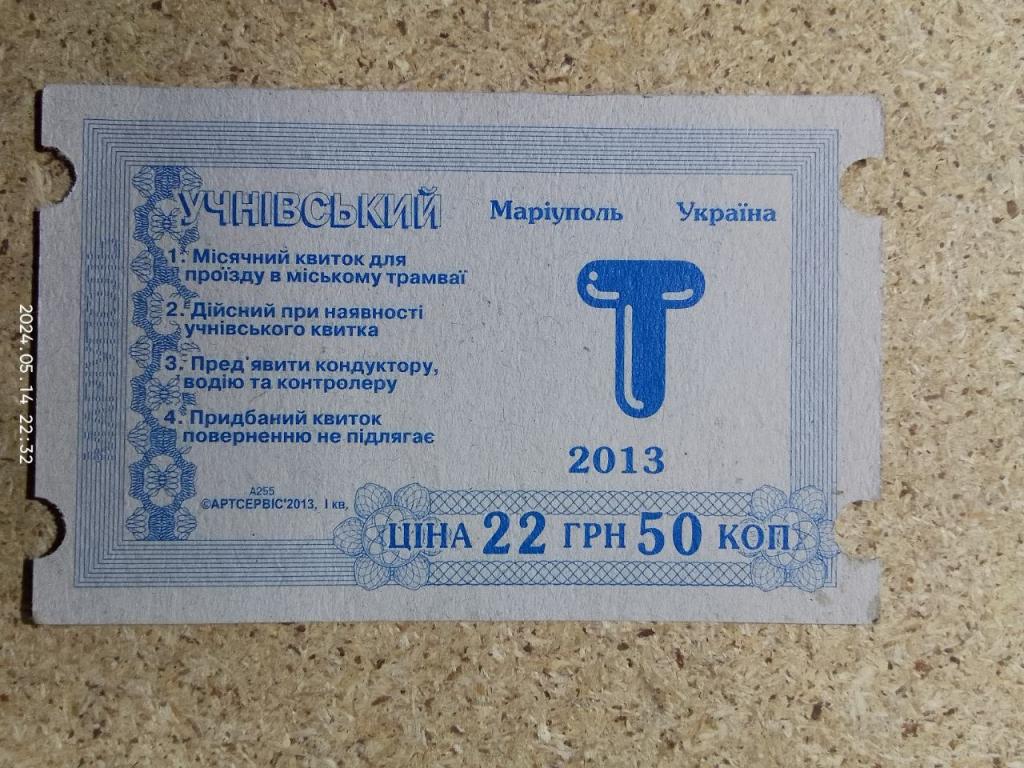 УЧНІВСЬКИЙ
Маріуполь Україна
1. Місячний квиток для
проїзду в міському трамваї
2. Дійсний при наявності
учнівського квитка
3. Пред'явити кондуктору,
водію та контролеру
4. Придбаний квиток
поверненню не підлягає
Т
2013
А255
©АРТСЕРВІС'2013, І кв.
ЦІНА 22 ГРН 50 КОП.
2024.05.14 22:32